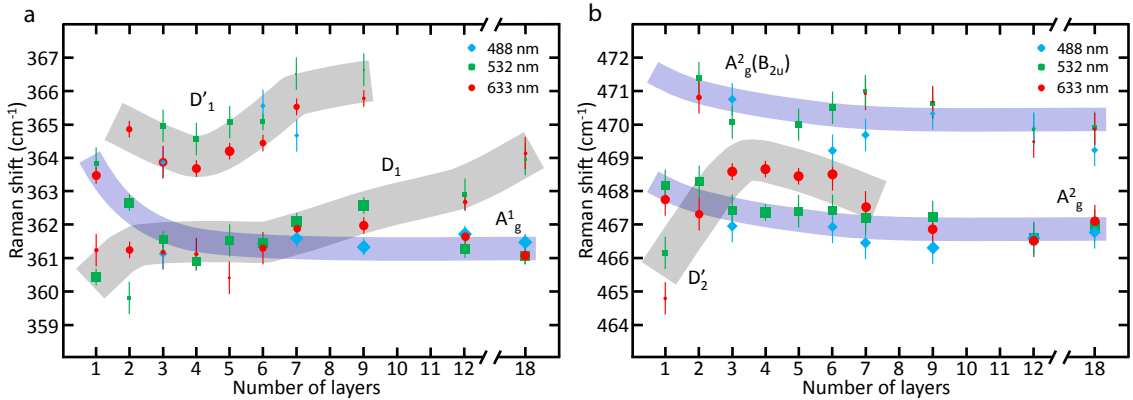 a
b
367
366
365
364
363
362
361
360
359
Raman shift (cm⁻¹)
488 nm
532 nm
633 nm
D′₁
D₁
A¹g
1 2 3 4 5 6 7 8 9 10 11 12 18
Number of layers
472
471
470
469
468
467
466
465
464
Raman shift (cm⁻¹)
488 nm
532 nm
633 nm
A²g(B₂ᵤ)
A²g
D′₂
1 2 3 4 5 6 7 8 9 10 11 12 18
Number of layers